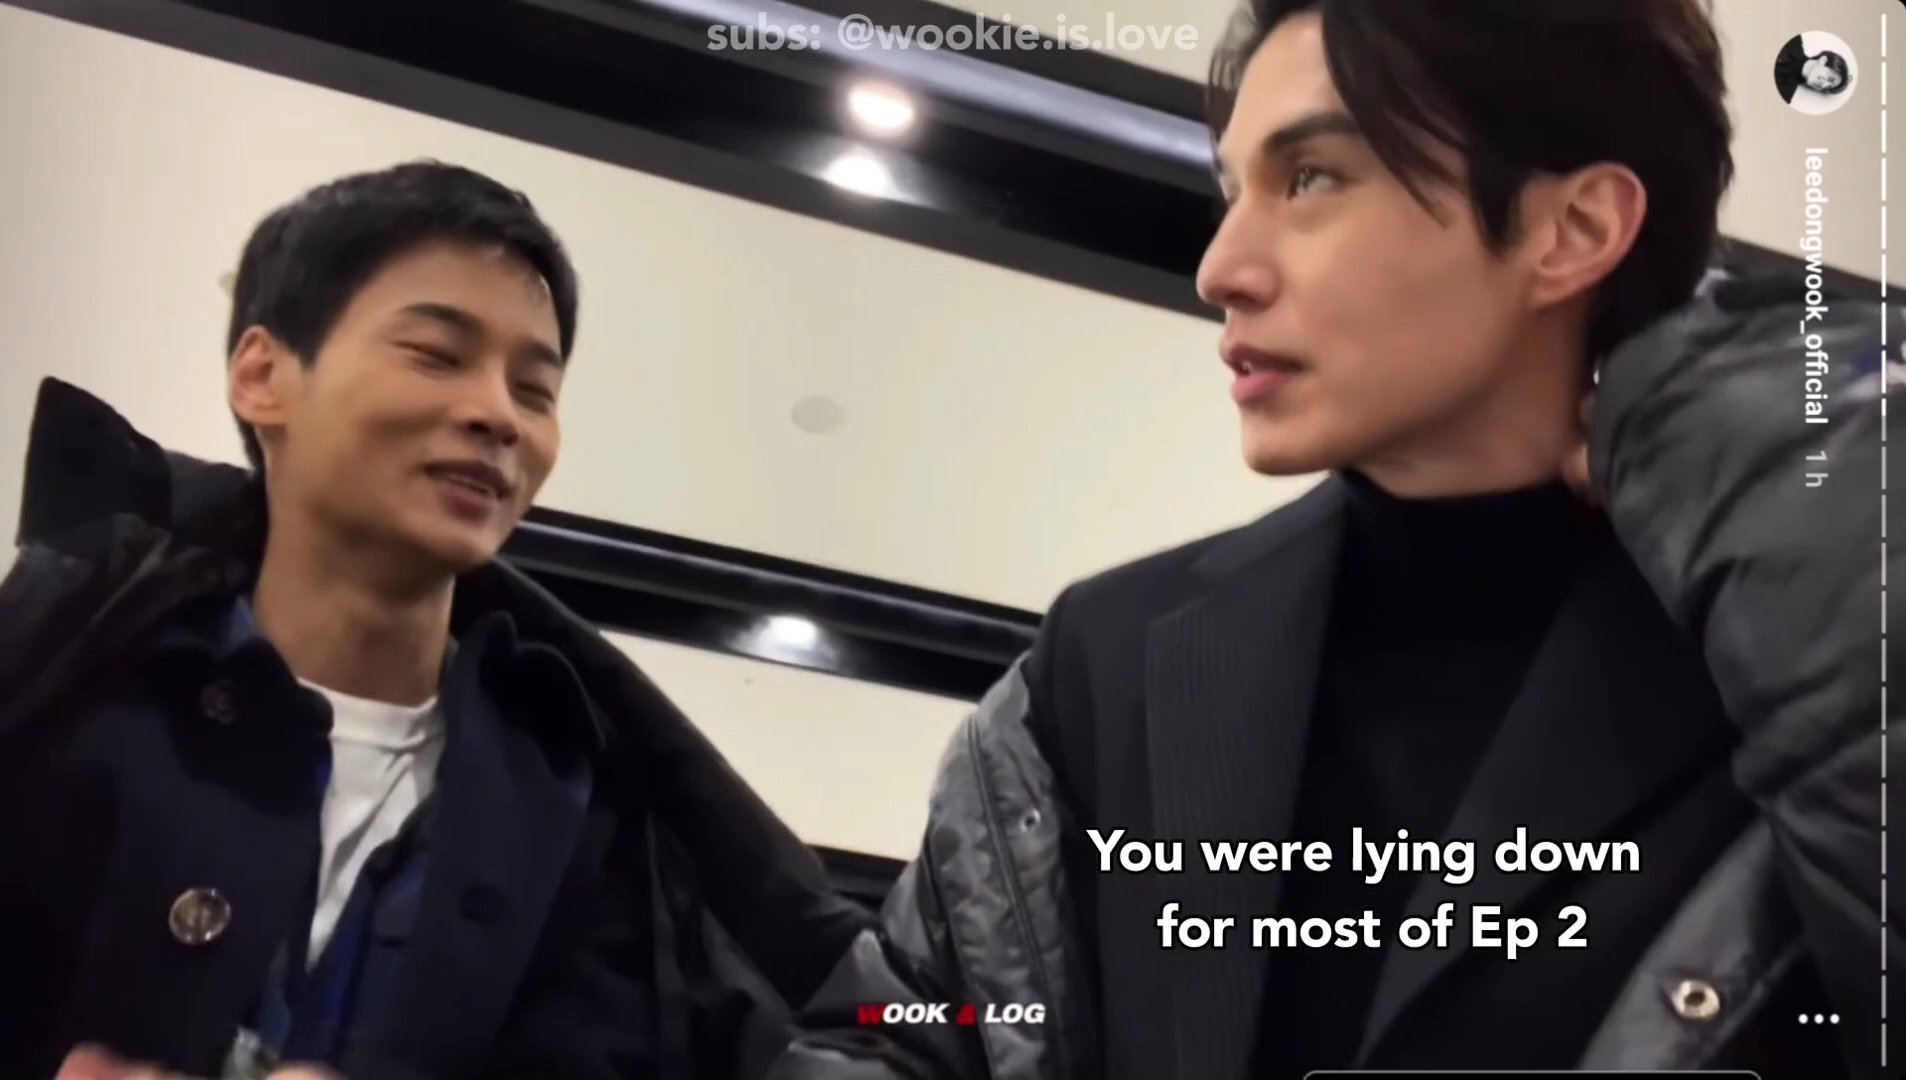 subs: @wookie.is.love
leedongwook_official 1 h
You were lying down
for most of Ep 2
WOOK & LOG